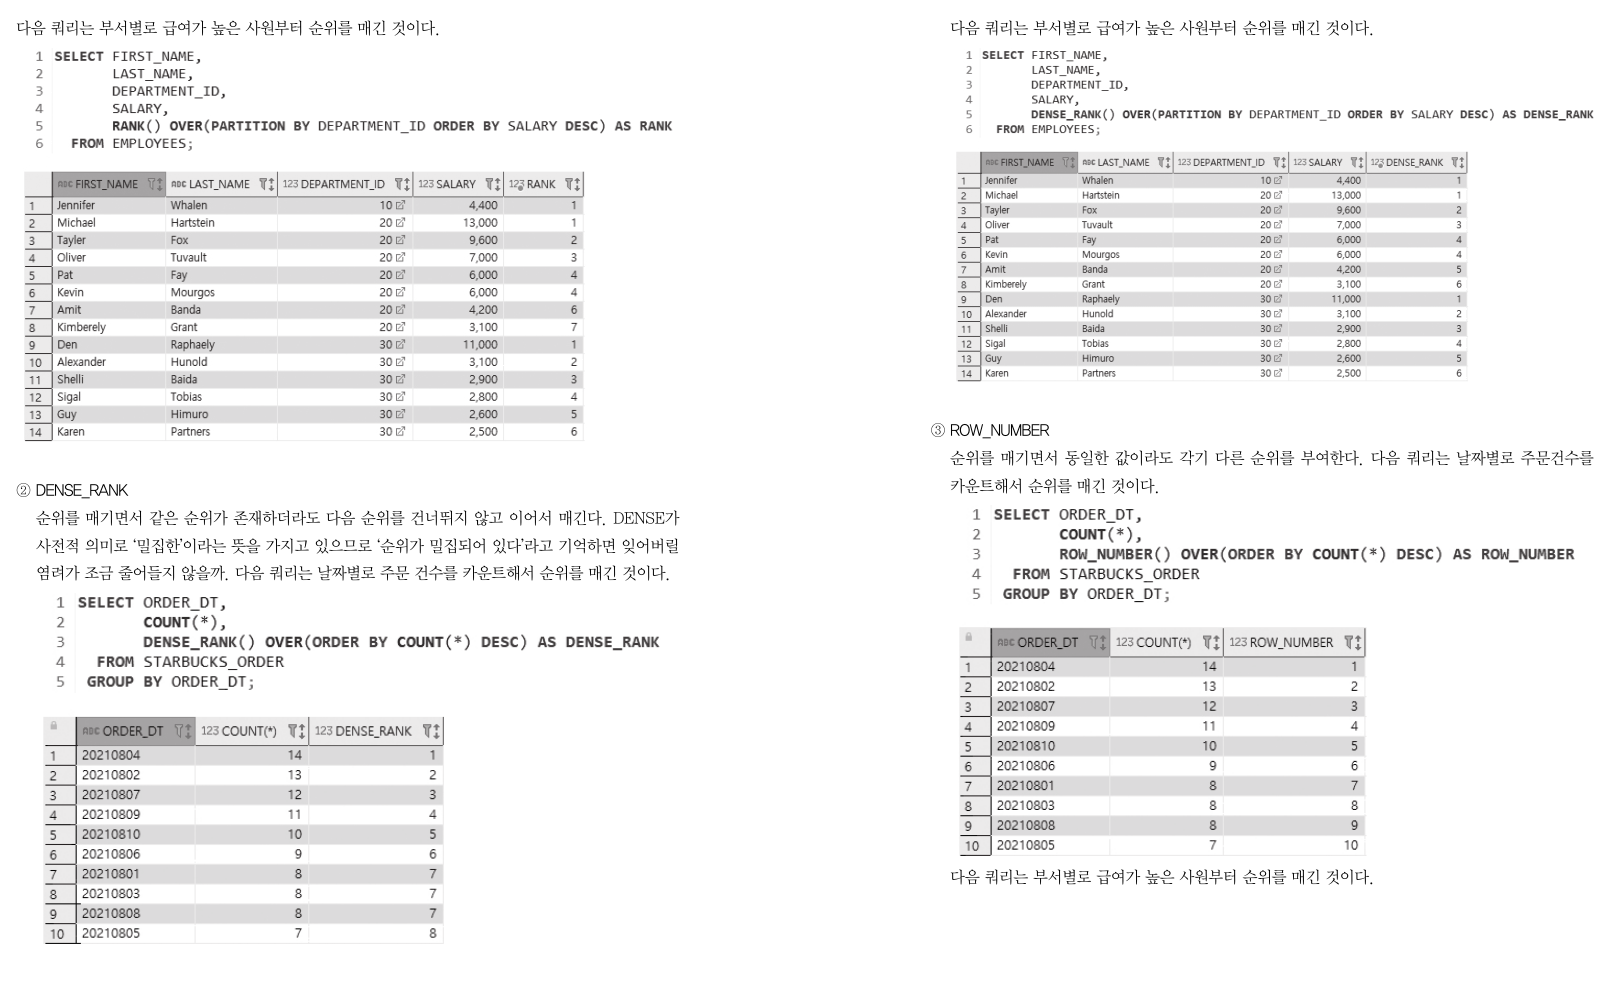 다음 쿼리는 부서별로 급여가 높은 사원부터 순위를 매긴 것이다.
1 SELECT FIRST_NAME,
2 LAST_NAME,
3 DEPARTMENT_ID,
4 SALARY,
5 RANK() OVER(PARTITION BY DEPARTMENT_ID ORDER BY SALARY DESC) AS RANK
6 FROM EMPLOYEES;
ABC FIRST_NAME ABC LAST_NAME 123 DEPARTMENT_ID 123 SALARY 123 RANK
1 Jennifer Whalen 10 4,400 1
2 Michael Hartstein 20 13,000 1
3 Tayler Fox 20 9,600 2
4 Oliver Tuvault 20 7,000 3
5 Pat Fay 20 6,000 4
6 Kevin Mourgos 20 6,000 4
7 Amit Banda 20 4,200 6
8 Kimberely Grant 20 3,100 7
9 Den Raphaely 30 11,000 1
10 Alexander Hunold 30 3,100 2
11 Shelli Baida 30 2,900 3
12 Sigal Tobias 30 2,800 4
13 Guy Himuro 30 2,600 5
14 Karen Partners 30 2,500 6
② DENSE_RANK
순위를 매기면서 같은 순위가 존재하더라도 다음 순위를 건너뛰지 않고 이어서 매긴다. DENSE가
사전적 의미로 ‘밀집한’이라는 뜻을 가지고 있으므로 ‘순위가 밀집되어 있다’라고 기억하면 잊어버릴
염려가 조금 줄어들지 않을까. 다음 쿼리는 날짜별로 주문 건수를 카운트해서 순위를 매긴 것이다.
1 SELECT ORDER_DT,
2 COUNT(*),
3 DENSE_RANK() OVER(ORDER BY COUNT(*) DESC) AS DENSE_RANK
4 FROM STARBUCKS_ORDER
5 GROUP BY ORDER_DT;
ABC ORDER_DT 123 COUNT(*) 123 DENSE_RANK
1 20210804 14 1
2 20210802 13 2
3 20210807 12 3
4 20210809 11 4
5 20210810 10 5
6 20210806 9 6
7 20210801 8 7
8 20210803 8 7
9 20210808 8 7
10 20210805 7 8
다음 쿼리는 부서별로 급여가 높은 사원부터 순위를 매긴 것이다.
1 SELECT FIRST_NAME,
2 LAST_NAME,
3 DEPARTMENT_ID,
4 SALARY,
5 DENSE_RANK() OVER(PARTITION BY DEPARTMENT_ID ORDER BY SALARY DESC) AS DENSE_RANK
6 FROM EMPLOYEES;
ABC FIRST_NAME ABC LAST_NAME 123 DEPARTMENT_ID 123 SALARY 123 DENSE_RANK
1 Jennifer Whalen 10 4,400 1
2 Michael Hartstein 20 13,000 1
3 Tayler Fox 20 9,600 2
4 Oliver Tuvault 20 7,000 3
5 Pat Fay 20 6,000 4
6 Kevin Mourgos 20 6,000 4
7 Amit Banda 20 4,200 5
8 Kimberely Grant 20 3,100 6
9 Den Raphaely 30 11,000 1
10 Alexander Hunold 30 3,100 2
11 Shelli Baida 30 2,900 3
12 Sigal Tobias 30 2,800 4
13 Guy Himuro 30 2,600 5
14 Karen Partners 30 2,500 6
③ ROW_NUMBER
순위를 매기면서 동일한 값이라도 각기 다른 순위를 부여한다. 다음 쿼리는 날짜별로 주문건수를
카운트해서 순위를 매긴 것이다.
1 SELECT ORDER_DT,
2 COUNT(*),
3 ROW_NUMBER() OVER(ORDER BY COUNT(*) DESC) AS ROW_NUMBER
4 FROM STARBUCKS_ORDER
5 GROUP BY ORDER_DT;
ABC ORDER_DT 123 COUNT(*) 123 ROW_NUMBER
1 20210804 14 1
2 20210802 13 2
3 20210807 12 3
4 20210809 11 4
5 20210810 10 5
6 20210806 9 6
7 20210801 8 7
8 20210803 8 8
9 20210808 8 9
10 20210805 7 10
다음 쿼리는 부서별로 급여가 높은 사원부터 순위를 매긴 것이다.